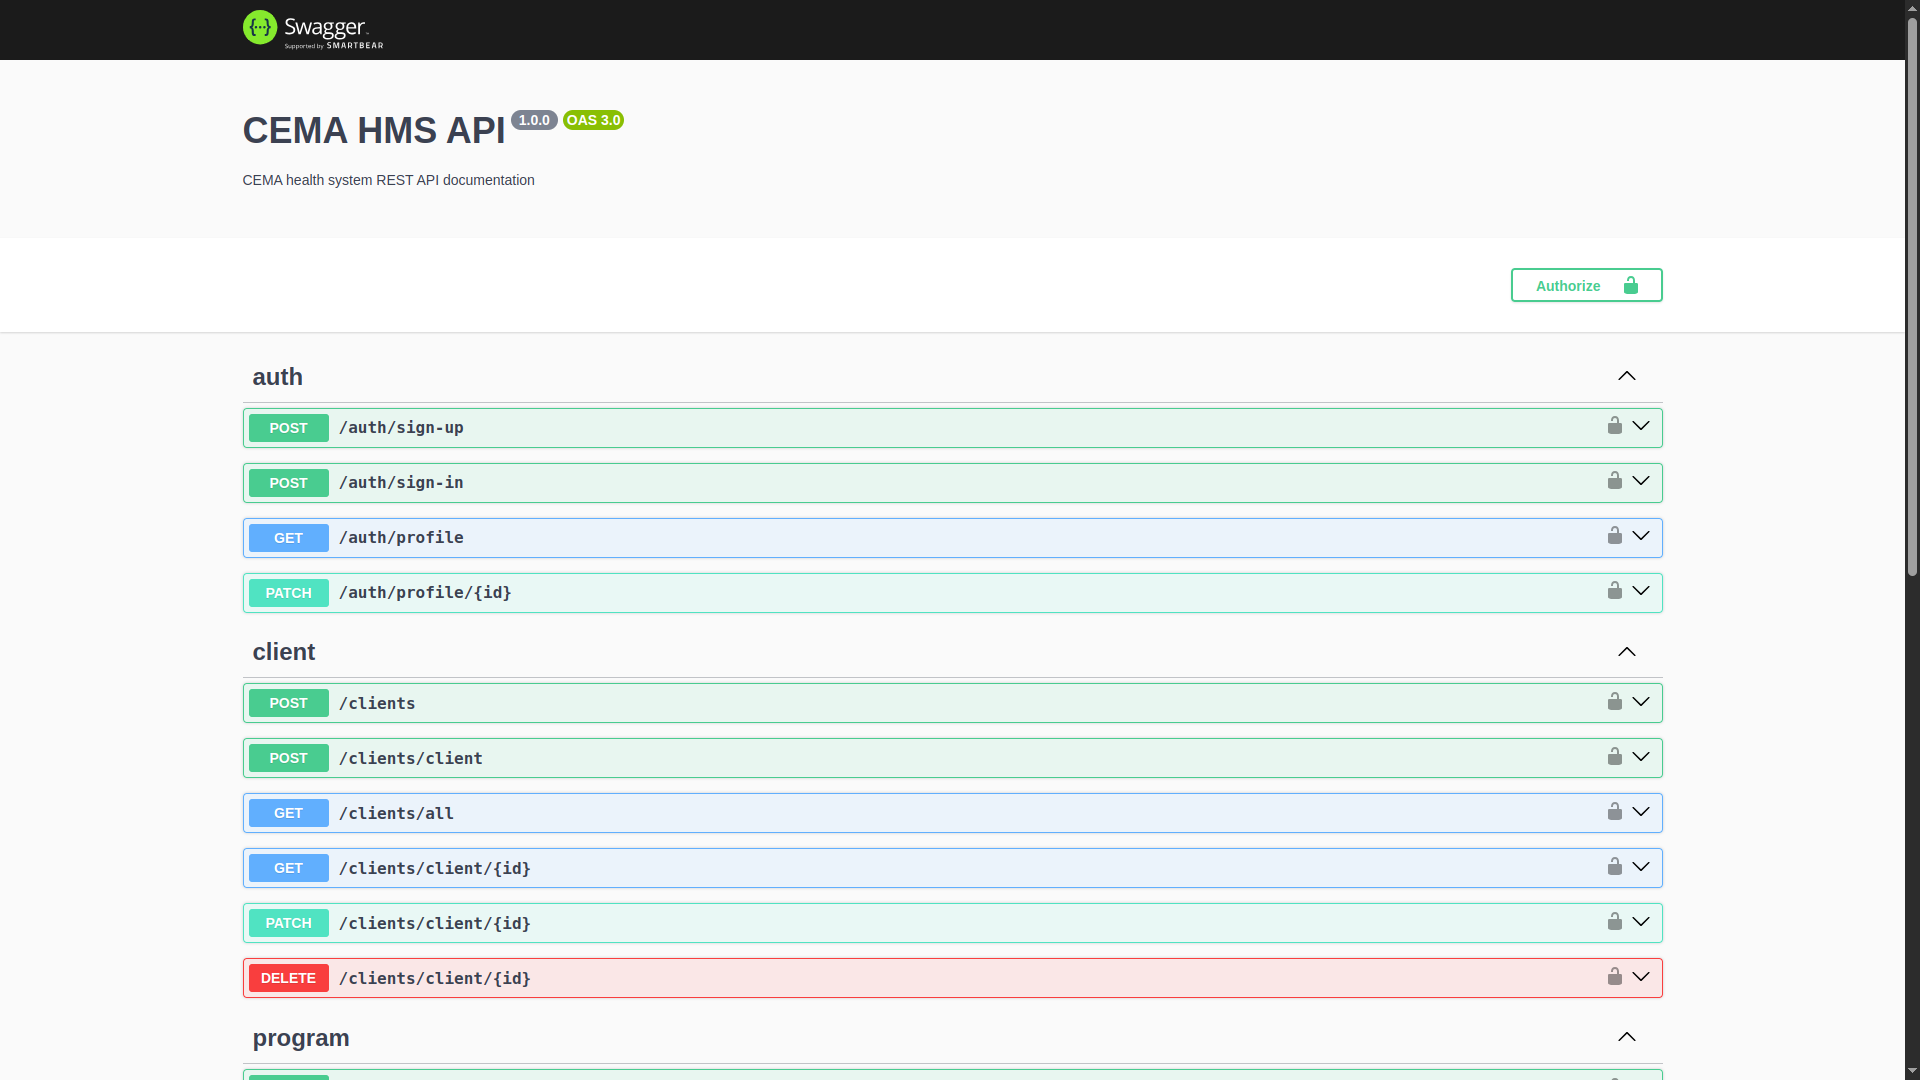 Swagger
Supported by SMARTBEAR
CEMA HMS API 1.0.0 OAS 3.0
CEMA health system REST API documentation
Authorize
auth
POST /auth/sign-up
POST /auth/sign-in
GET /auth/profile
PATCH /auth/profile/{id}
client
POST /clients
POST /clients/client
GET /clients/all
GET /clients/client/{id}
PATCH /clients/client/{id}
DELETE /clients/client/{id}
program